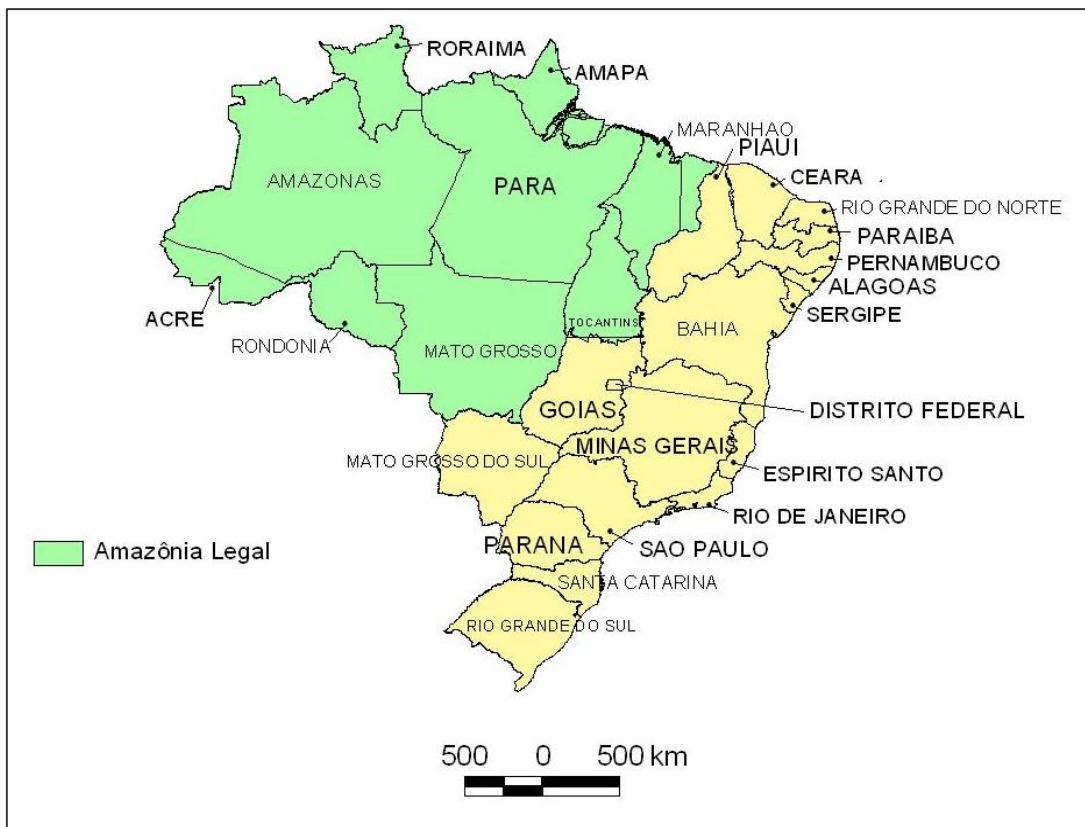 RORAIMA
AMAPA
MARANHAO
PIAUI
CEARA
AMAZONAS
PARA
RIO GRANDE DO NORTE
PARAIBA
PERNAMBUCO
ALAGOAS
SERGIPE
ACRE
RONDONIA
TOCANTINS
BAHIA
MATO GROSSO
GOIAS
DISTRITO FEDERAL
MINAS GERAIS
MATO GROSSO DO SUL
ESPIRITO SANTO
RIO DE JANEIRO
PARANA
SAO PAULO
Amazônia Legal
SANTA CATARINA
RIO GRANDE DO SUL
500 0 500 km